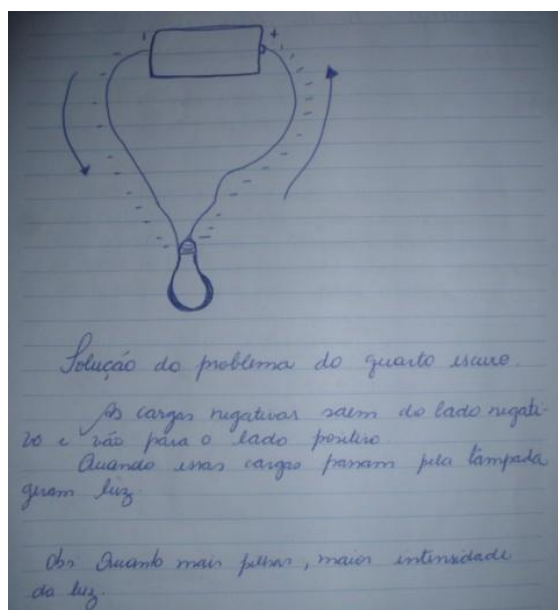 - +
Solução do problema do quarto escuro.
As cargas negativas saem do lado negati-
vo e vão para o lado positivo
Quando essas cargas passam pela lâmpada
geram luz.
Obs Quanto mais pilhas, maior intensidade
da luz.